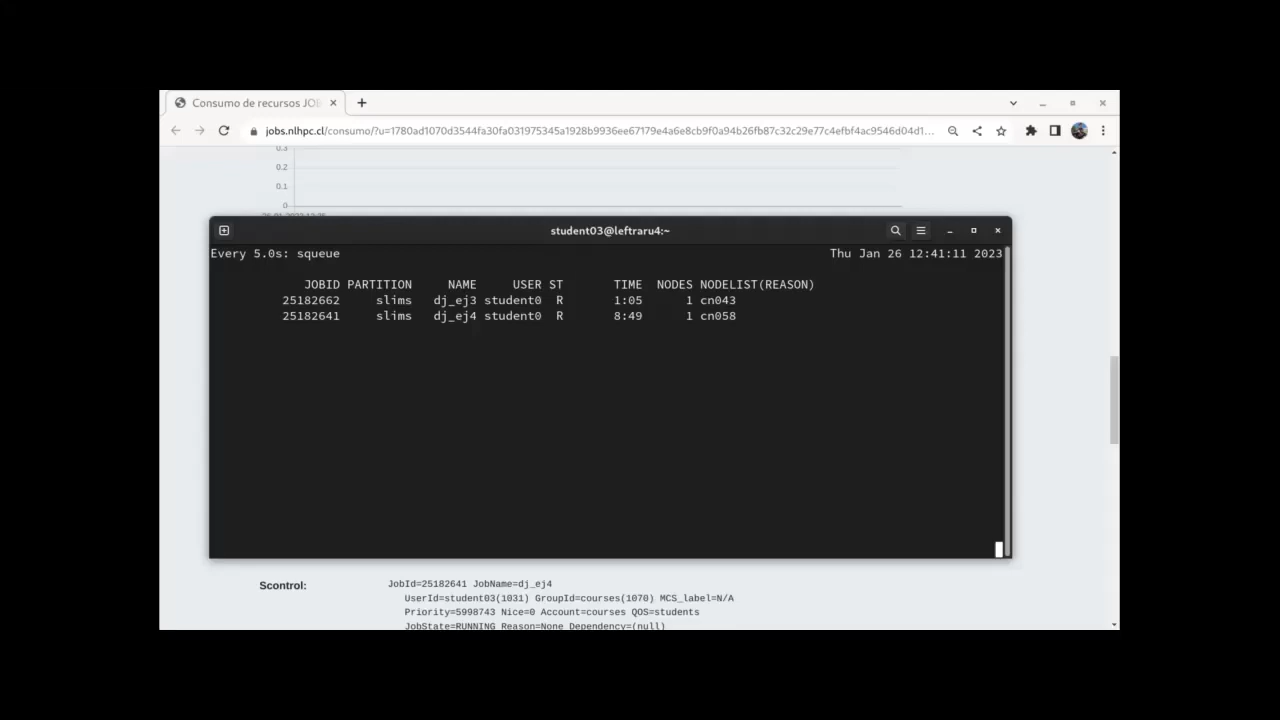 Consumo de recursos JOB
jobs.nlhpc.cl/consumo/?u=1780ad1070d3544fa30fa031975345a1928b9936ee67179e4a6e8cb9f0a94b26fb87c32c29e77c4efbf4ac9546d04d1...
0.3
0.2
0.1
0
student03@leftraru4:~
Every 5.0s: squeue Thu Jan 26 12:41:11 2023
JOBID PARTITION NAME USER ST TIME NODES NODELIST(REASON)
25182662 slims dj_ej3 student0 R 1:05 1 cn043
25182641 slims dj_ej4 student0 R 8:49 1 cn058
Scontrol: JobId=25182641 JobName=dj_ej4
UserId=student03(1031) GroupId=courses(1070) MCS_label=N/A
Priority=5998743 Nice=0 Account=courses QOS=students
JobState=RUNNING Reason=None Dependency=(null)